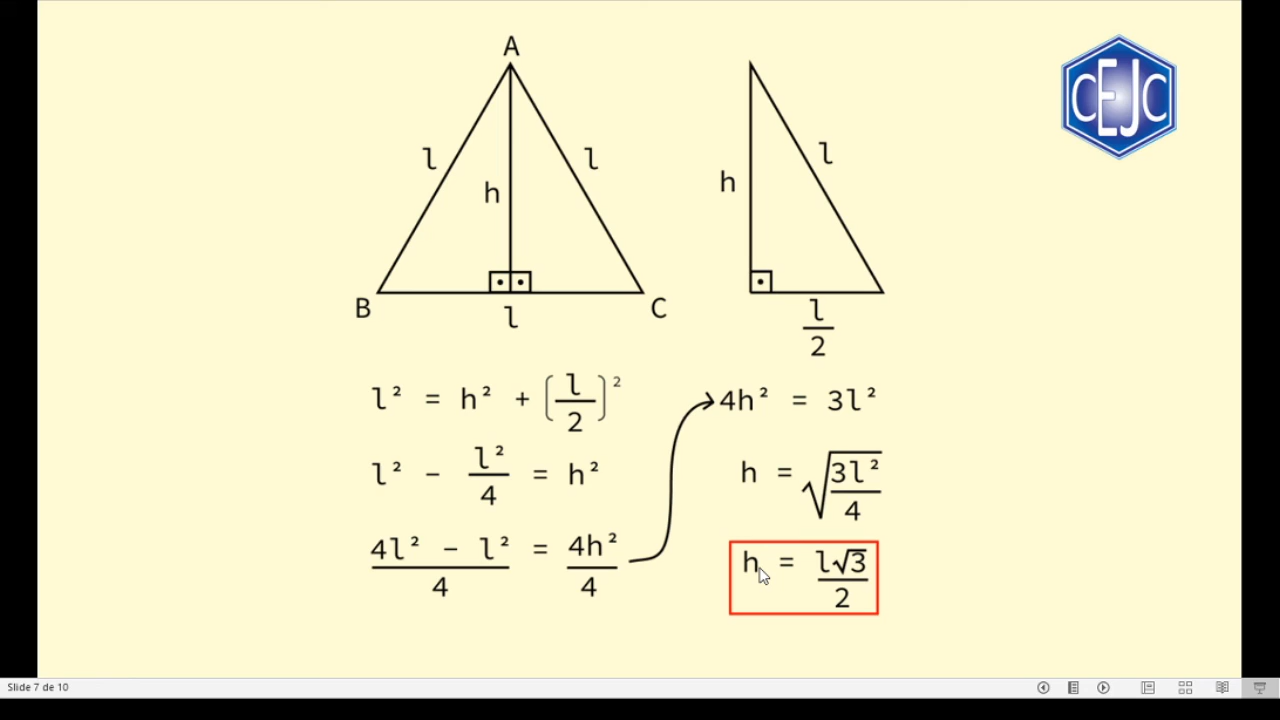 A
CEJC
l
l
l
h
h
B
l
C
l
2
l² = h² + (l/2)²
l² - l²/4 = h²
4l² - l²/4 = 4h²/4
4h² = 3l²
h = √3l²/4
h = l√3/2
Slide 7 de 10